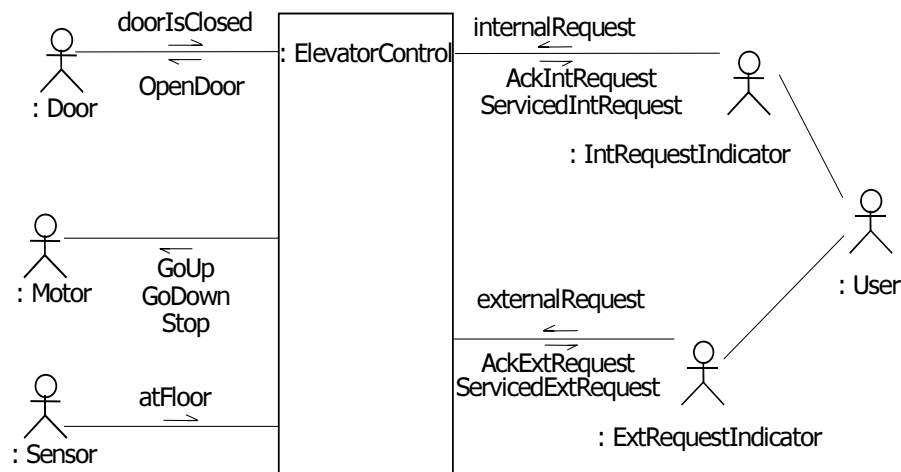 doorIsClosed
OpenDoor
: Door
: ElevatorControl
internalRequest
AckIntRequest
ServicedIntRequest
: IntRequestIndicator
GoUp
GoDown
Stop
: Motor
: User
externalRequest
AckExtRequest
ServicedExtRequest
: ExtRequestIndicator
atFloor
: Sensor